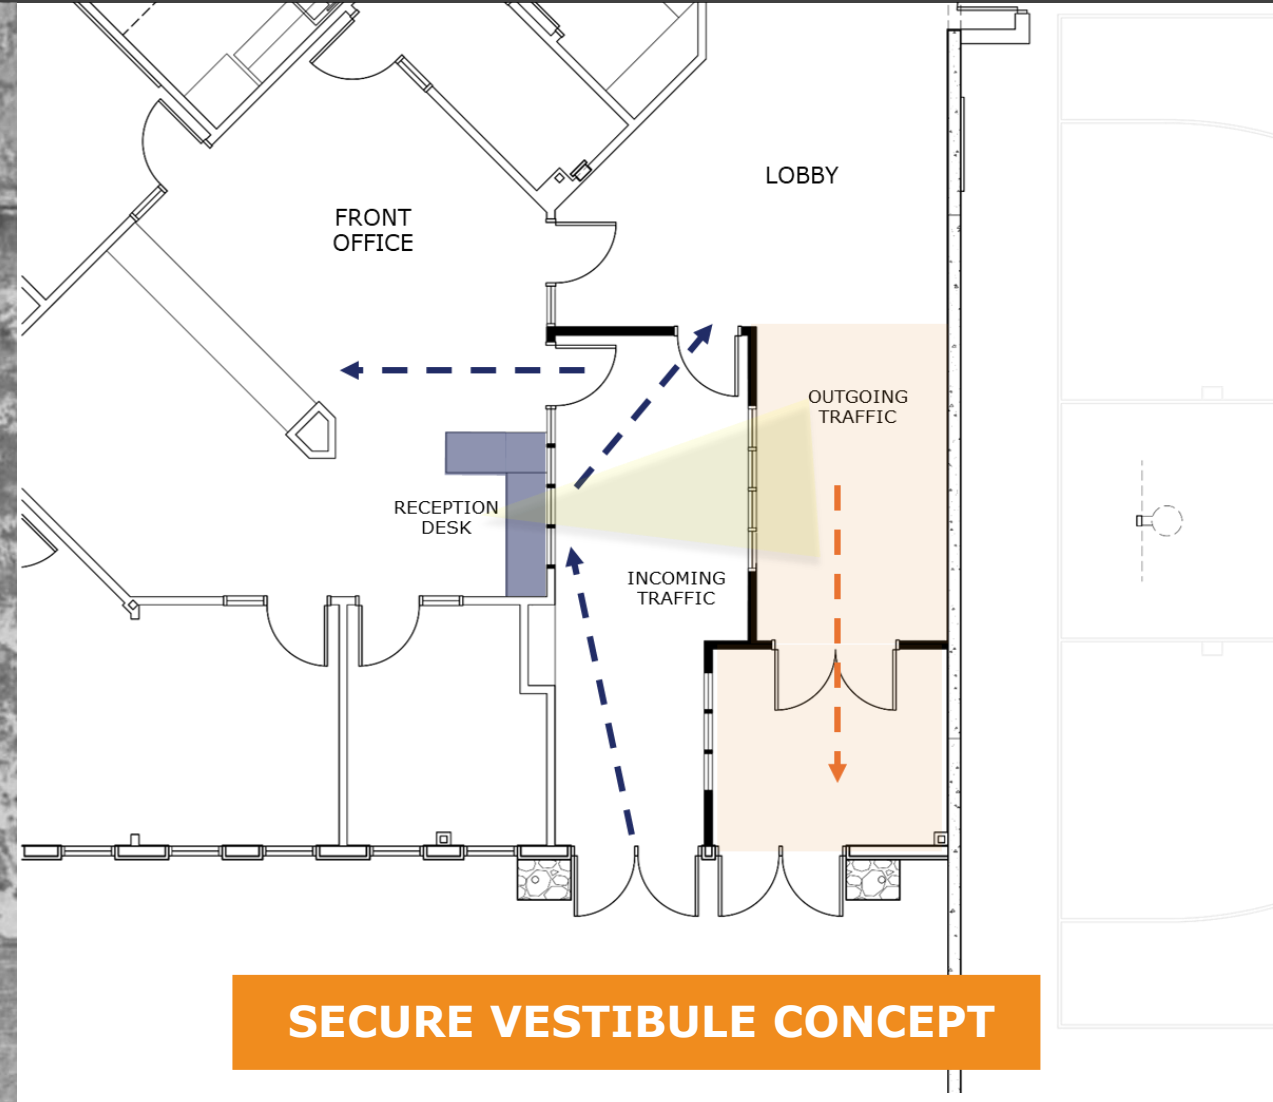 LOBBY
FRONT
OFFICE
OUTGOING
TRAFFIC
RECEPTION
DESK
INCOMING
TRAFFIC
SECURE VESTIBULE CONCEPT